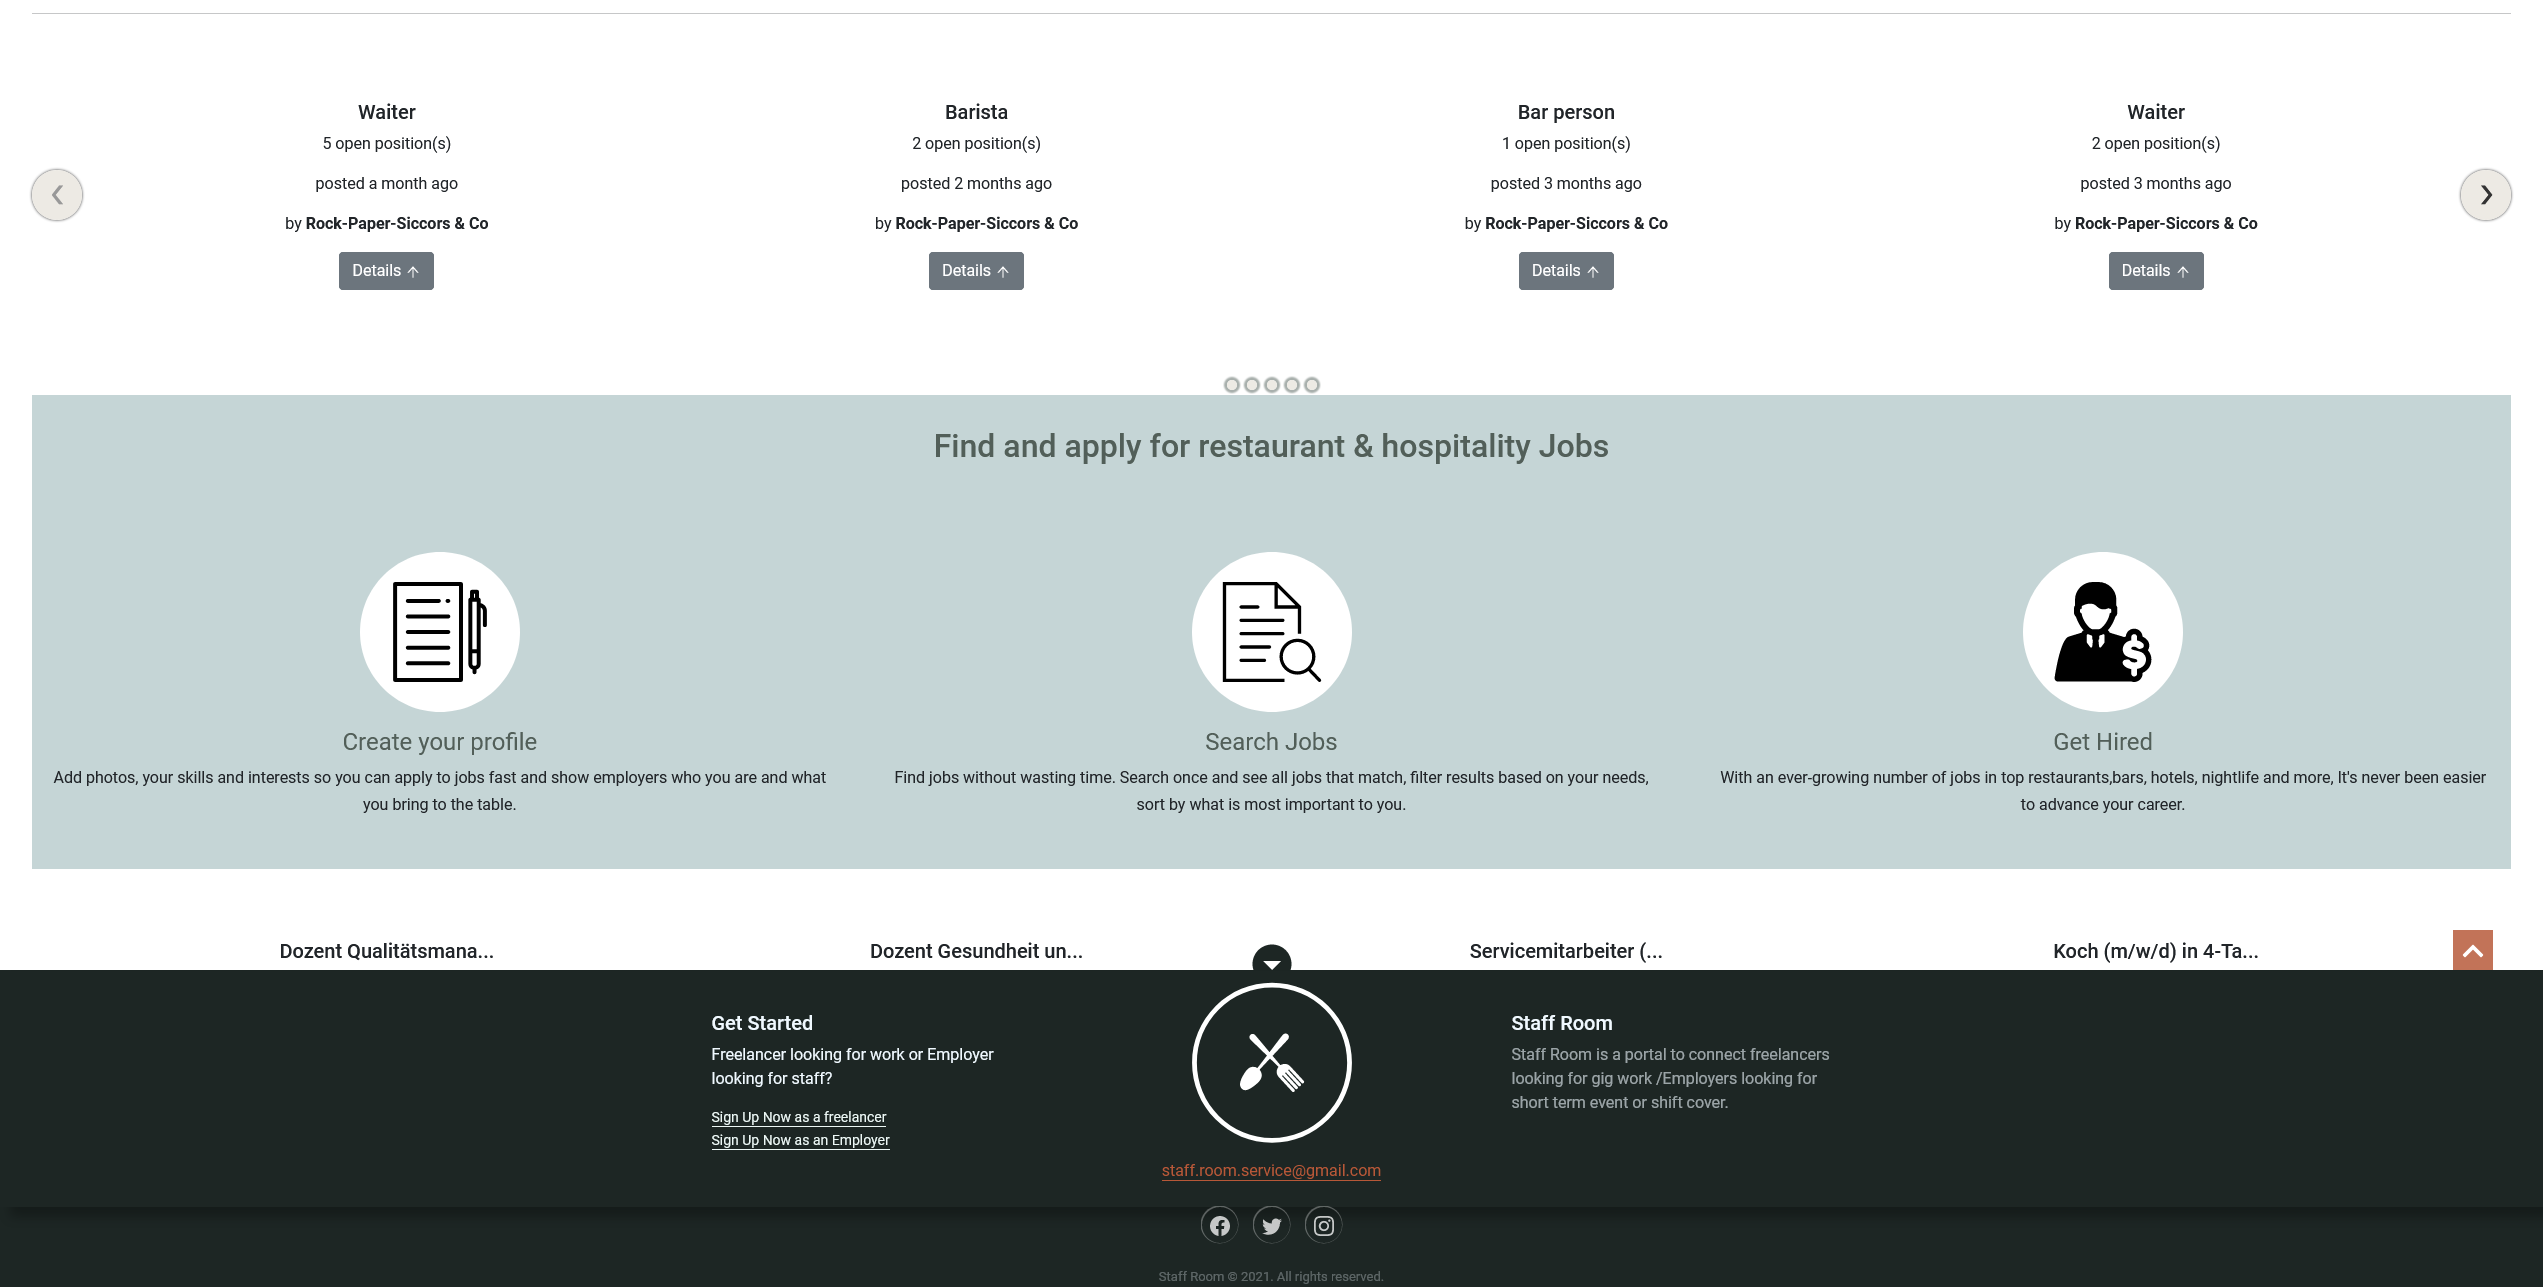 Waiter
5 open position(s)
posted a month ago
by Rock-Paper-Siccors & Co
Details
Barista
2 open position(s)
posted 2 months ago
by Rock-Paper-Siccors & Co
Details
Bar person
1 open position(s)
posted 3 months ago
by Rock-Paper-Siccors & Co
Details
Waiter
2 open position(s)
posted 3 months ago
by Rock-Paper-Siccors & Co
Details
Find and apply for restaurant & hospitality Jobs
Create your profile
Add photos, your skills and interests so you can apply to jobs fast and show employers who you are and what
you bring to the table.
Search Jobs
Find jobs without wasting time. Search once and see all jobs that match, filter results based on your needs,
sort by what is most important to you.
Get Hired
With an ever-growing number of jobs in top restaurants,bars, hotels, nightlife and more, It's never been easier
to advance your career.
Dozent Qualitätsmana...
Dozent Gesundheit un...
Servicemitarbeiter (...
Koch (m/w/d) in 4-Ta...
Get Started
Freelancer looking for work or Employer
looking for staff?
Sign Up Now as a freelancer
Sign Up Now as an Employer
staff.room.service@gmail.com
Staff Room
Staff Room is a portal to connect freelancers
looking for gig work /Employers looking for
short term event or shift cover.
Staff Room © 2021. All rights reserved.